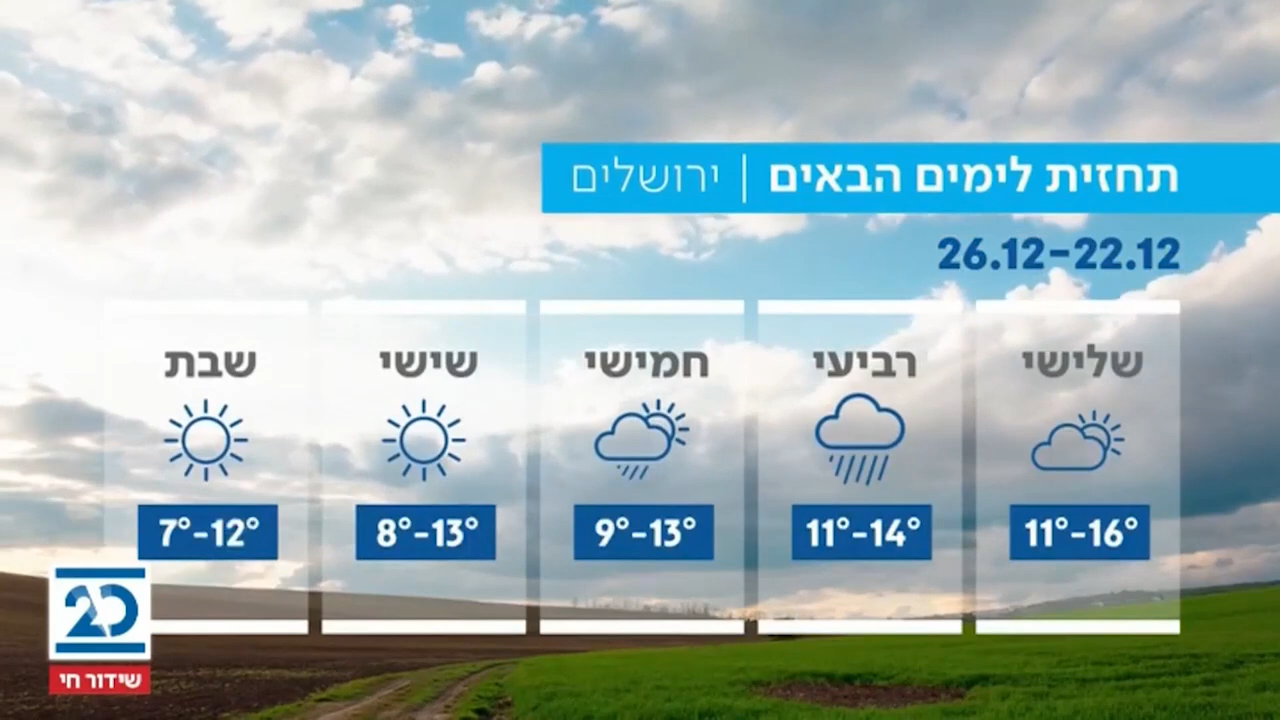 תחזית לימים הבאים | ירושלים
26.12-22.12
שלישי
11°-16°
רביעי
11°-14°
חמישי
9°-13°
שישי
8°-13°
שבת
7°-12°
20
שידור חי